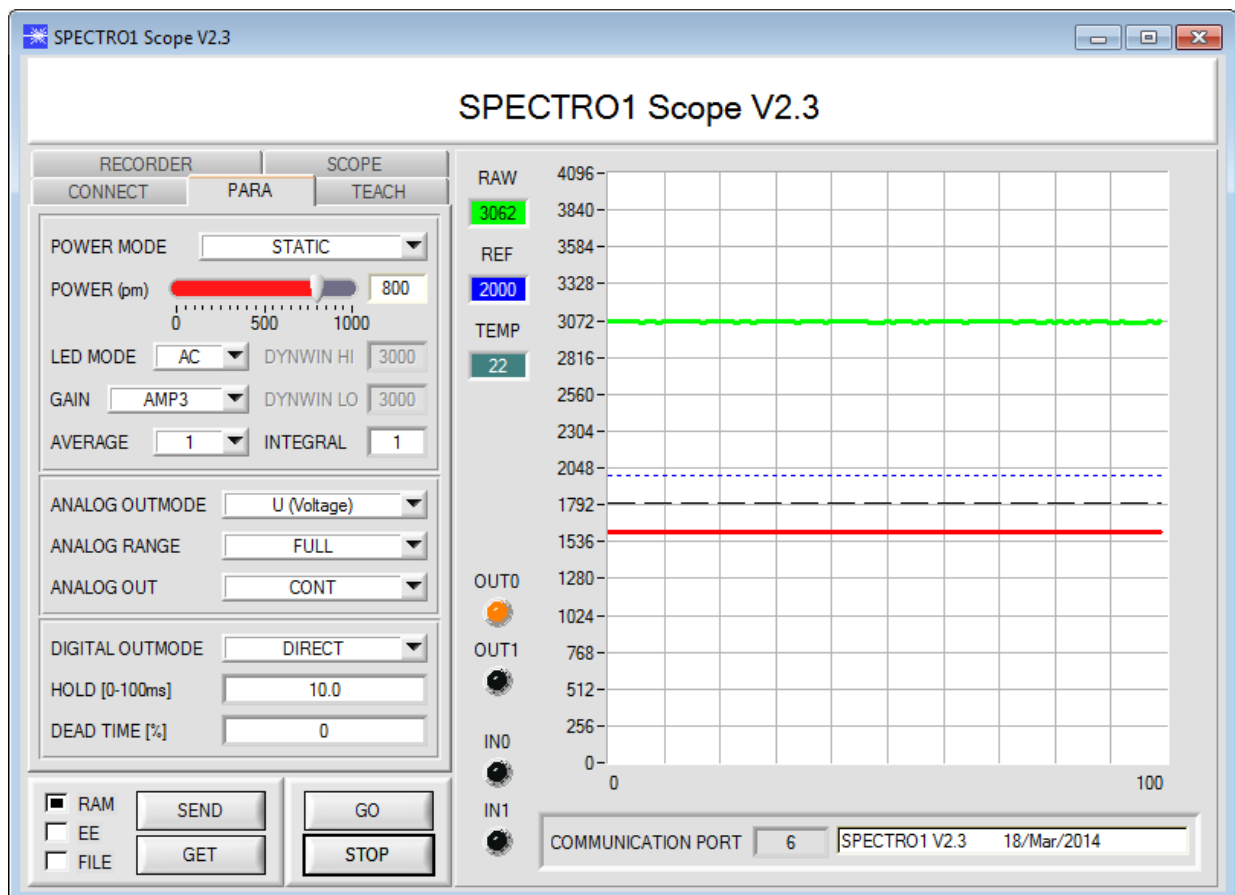 SPECTRO1 Scope V2.3
SPECTRO1 Scope V2.3
RECORDER SCOPE
CONNECT PARA TEACH
POWER MODE STATIC
POWER (pm) 800
0 500 1000
LED MODE AC DYNWIN HI 3000
GAIN AMP3 DYNWIN LO 3000
AVERAGE 1 INTEGRAL 1
ANALOG OUTMODE U (Voltage)
ANALOG RANGE FULL
ANALOG OUT CONT
DIGITAL OUTMODE DIRECT
HOLD [0-100ms] 10.0
DEAD TIME [%] 0
RAM
EE
FILE
SEND
GET
GO
STOP
RAW
3062
REF
2000
TEMP
22
OUT0
OUT1
IN0
IN1
4096
3840
3584
3328
3072
2816
2560
2304
2048
1792
1536
1280
1024
768
512
256
0
0 100
COMMUNICATION PORT 6 SPECTRO1 V2.3 18/Mar/2014